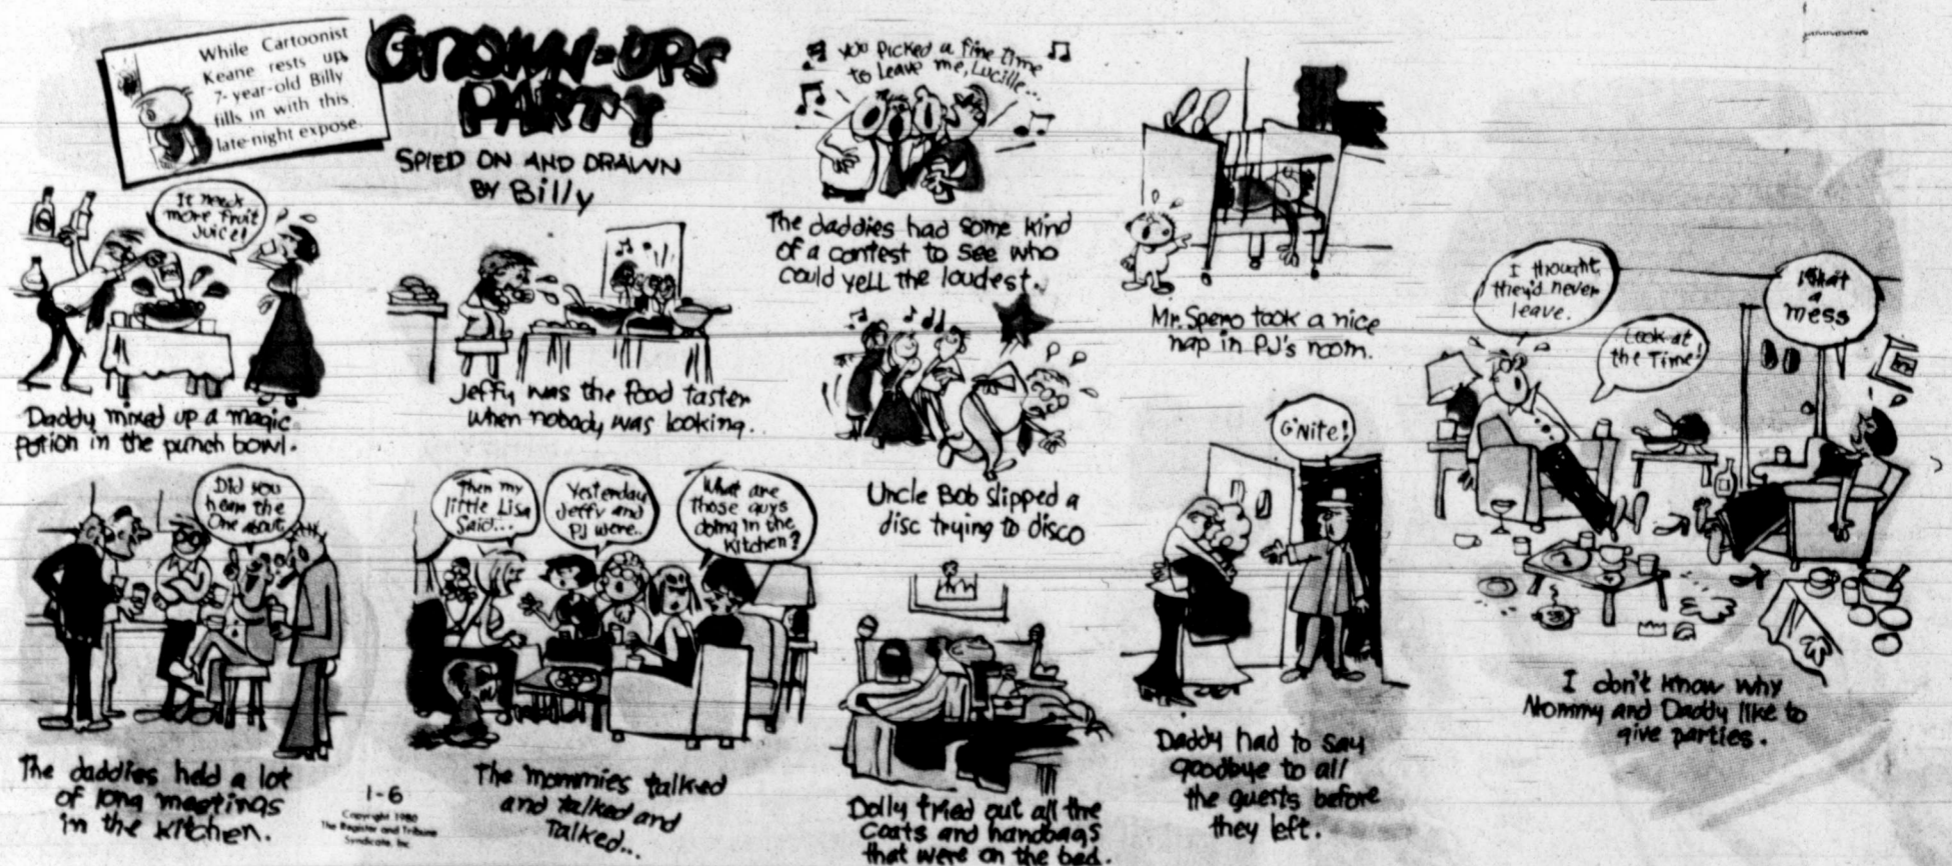 While Cartoonist
Keane rests up,
7-year-old Billy
fills in with this
late-night expose.
GROWN-UPS
PARTY
SPIED ON AND DRAWN
BY Billy
It needs
more fruit
juice!
Daddy mixed up a magic
potion in the punch bowl.
Jeffy was the food taster
when nobody was looking.
You picked a fine time
to leave me, Lucille...
The daddies had some kind
of a contest to see who
could yell the loudest.
Mr. Spero took a nice
nap in PJ's room.
Uncle Bob slipped a
disc trying to disco
Did you
hear the
One about
The daddies held a lot
of long meetings
in the kitchen.
1-6
Copyright 1980
The Register and Tribune
Syndicate, Inc.
Then my
little Lisa
Said...
Yesterday
Jeffy and
PJ were..
What are
those guys
doing in the
kitchen?
The mommies talked
and talked and
Talked...
Dolly tried out all the
coats and handbags
that were on the bed.
G'Nite!
Daddy had to say
goodbye to all
the guests before
they left.
I thought
they'd never
leave.
Look at
the Time!
What
a
mess
I don't know why
Mommy and Daddy like to
give parties.